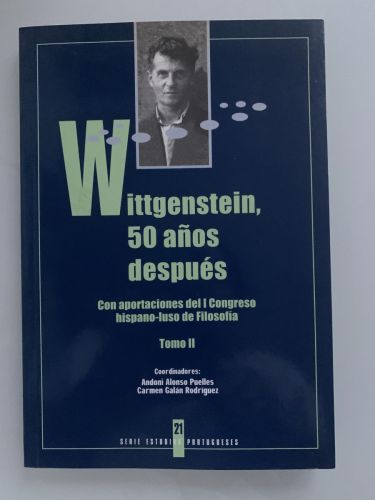 Wittgenstein,
50 años
después
Con aportaciones del I Congreso
hispano-luso de Filosofía
Tomo II
Coordinadores:
Andoni Alonso Puelles
Carmen Galán Rodríguez
21
SERIE ESTUDIOS PORTUGUESES